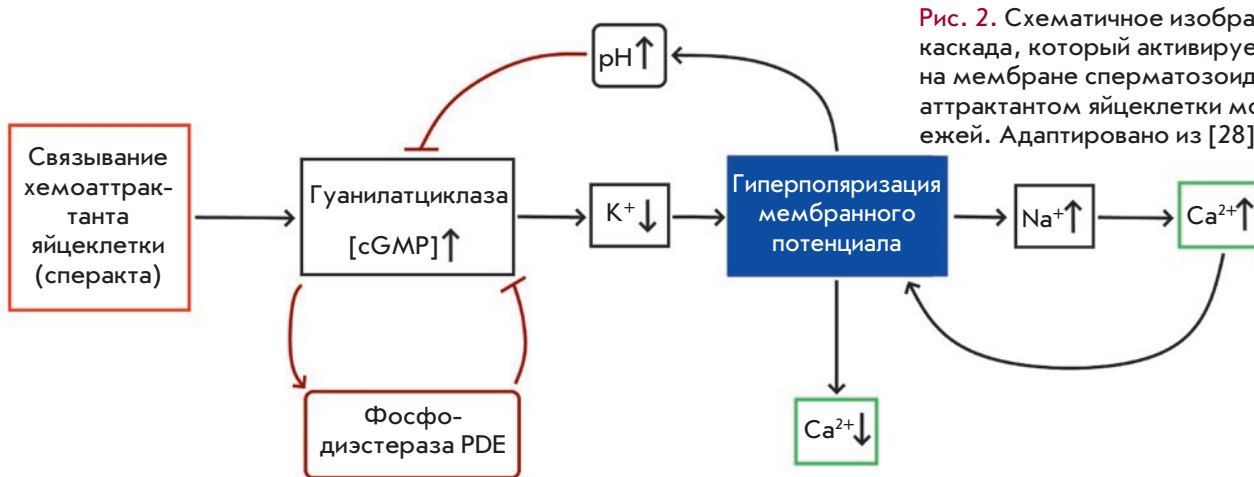 Рис. 2. Схематичное изобра
каскада, который активируе
на мембране сперматозоид
аттрактантом яйцеклетки мо
ежей. Адаптировано из [28]
pH↑
Связывание
хемоаттрак-
танта
яйцеклетки
(сперакта)
Гуанилатциклаза
[cGMP]↑
K⁺↓
Гиперполяризация
мембранного
потенциала
Na⁺↑
Ca²⁺↑
Фосфо-
диэстераза PDE
Ca²⁺↓